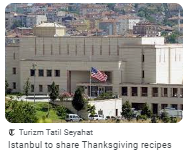 Turizm Tatil Seyahat
Istanbul to share Thanksgiving recipes